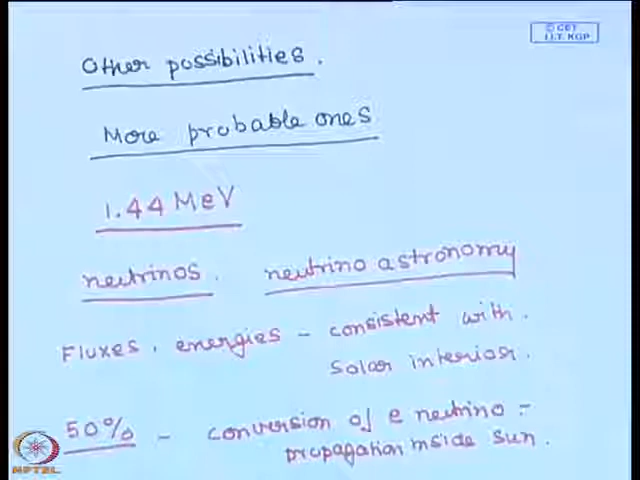 © CET
I.I.T. KGP
Other possibilities.
More probable ones
1.44 MeV
neutrinos. neutrino astronomy
Fluxes, energies - consistent with.
Solar interior.
50% - conversion of e neutrino -
propagation inside sun.
NPTEL